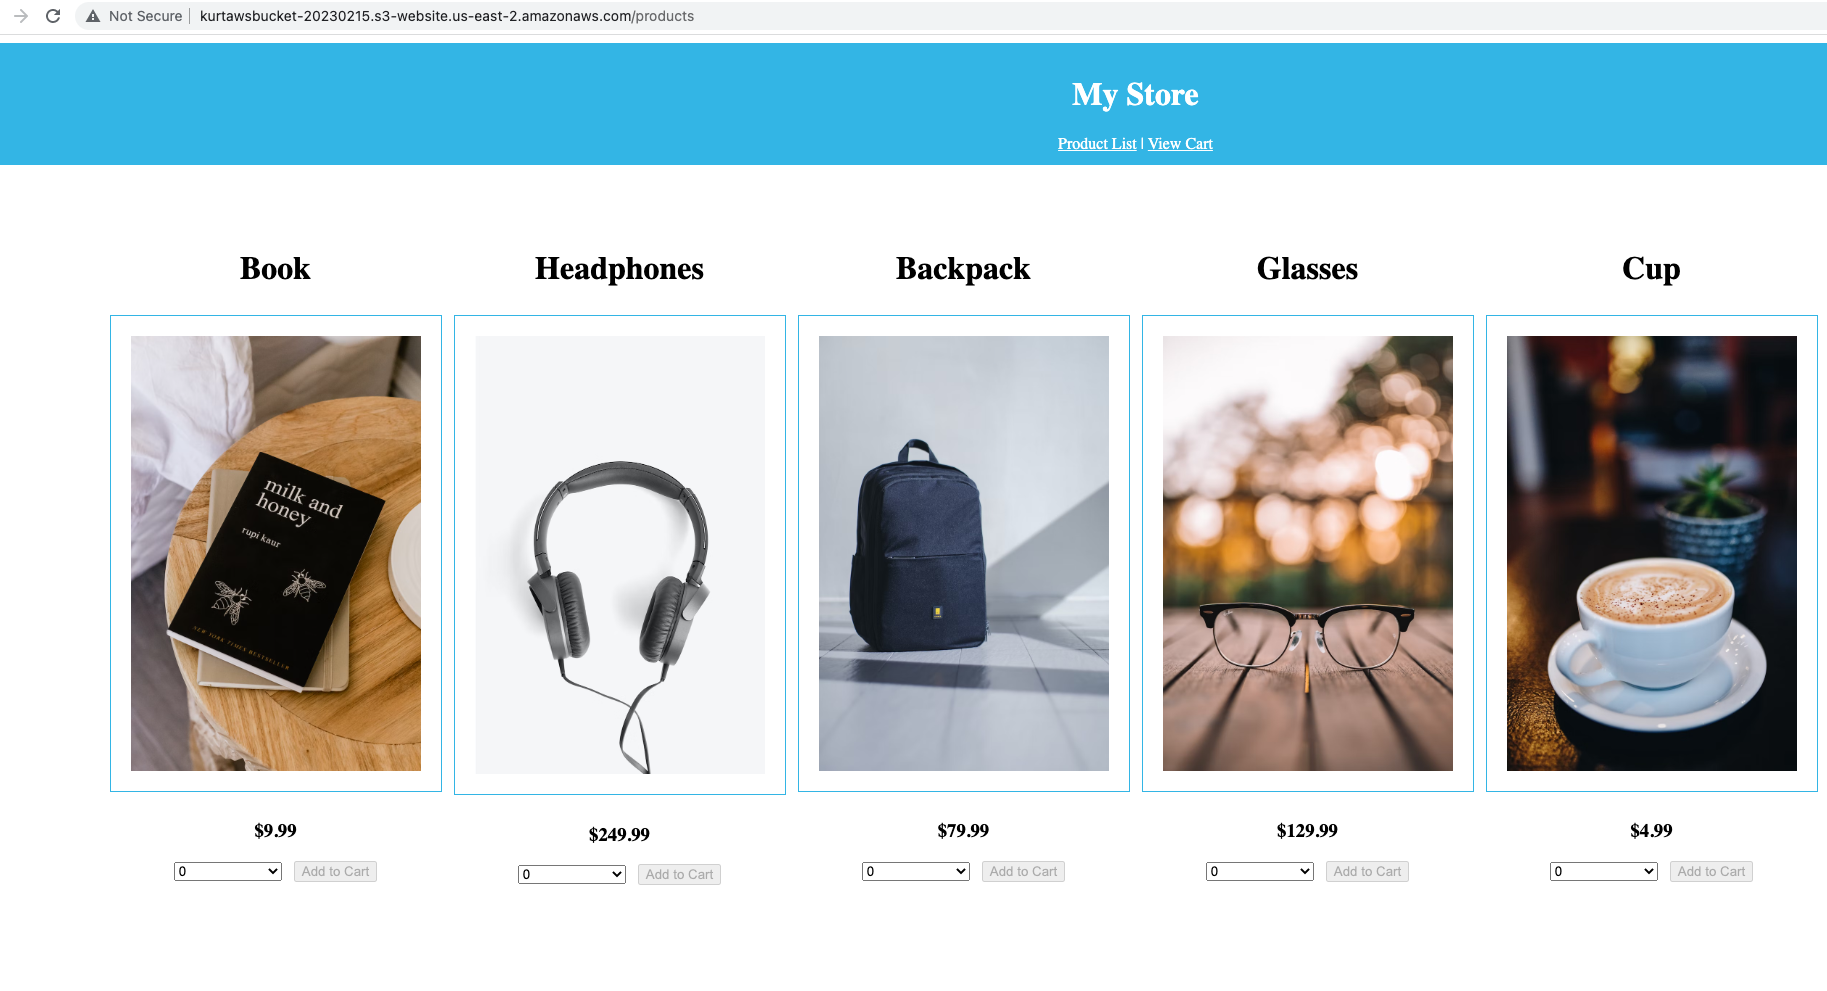 Not Secure | kurtawsbucket-20230215.s3-website.us-east-2.amazonaws.com/products
My Store
Product List | View Cart
Book
Headphones
Backpack
Glasses
Cup
milk and
honey
rupi kaur
NEW YORK TIMES BESTSELLER
$9.99
$249.99
$79.99
$129.99
$4.99
0
Add to Cart
0
Add to Cart
0
Add to Cart
0
Add to Cart
0
Add to Cart